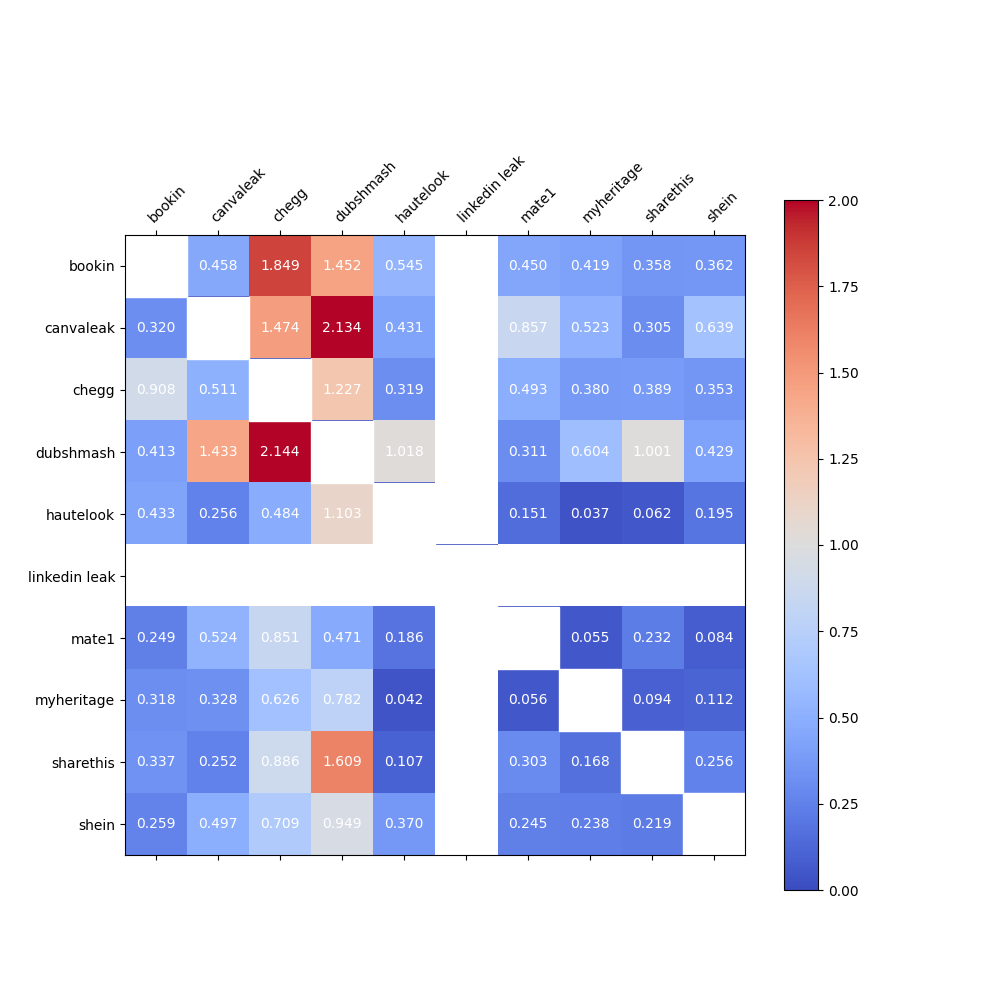 bookin canvaleak chegg dubshmash hautelook linkedin leak mate1 myheritage sharethis shein
bookin 0.458 1.849 1.452 0.545 0.450 0.419 0.358 0.362
canvaleak 0.320 1.474 2.134 0.431 0.857 0.523 0.305 0.639
chegg 0.908 0.511 1.227 0.319 0.493 0.380 0.389 0.353
dubshmash 0.413 1.433 2.144 1.018 0.311 0.604 1.001 0.429
hautelook 0.433 0.256 0.484 1.103 0.151 0.037 0.062 0.195
linkedin leak
mate1 0.249 0.524 0.851 0.471 0.186 0.055 0.232 0.084
myheritage 0.318 0.328 0.626 0.782 0.042 0.056 0.094 0.112
sharethis 0.337 0.252 0.886 1.609 0.107 0.303 0.168 0.256
shein 0.259 0.497 0.709 0.949 0.370 0.245 0.238 0.219
2.00
1.75
1.50
1.25
1.00
0.75
0.50
0.25
0.00